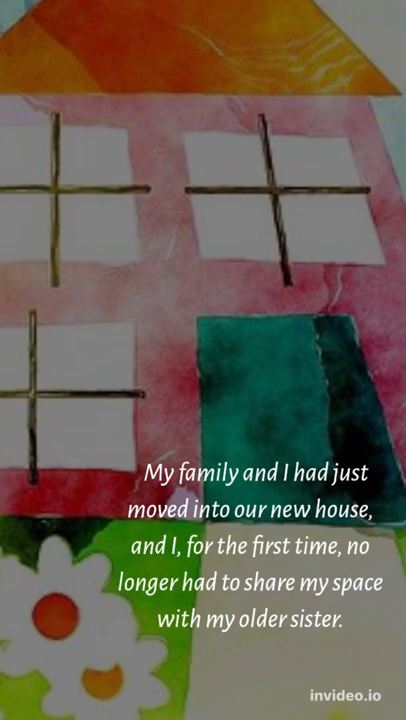 My family and I had just
moved into our new house,
and I, for the first time, no
longer had to share my space
with my older sister.
invideo.io